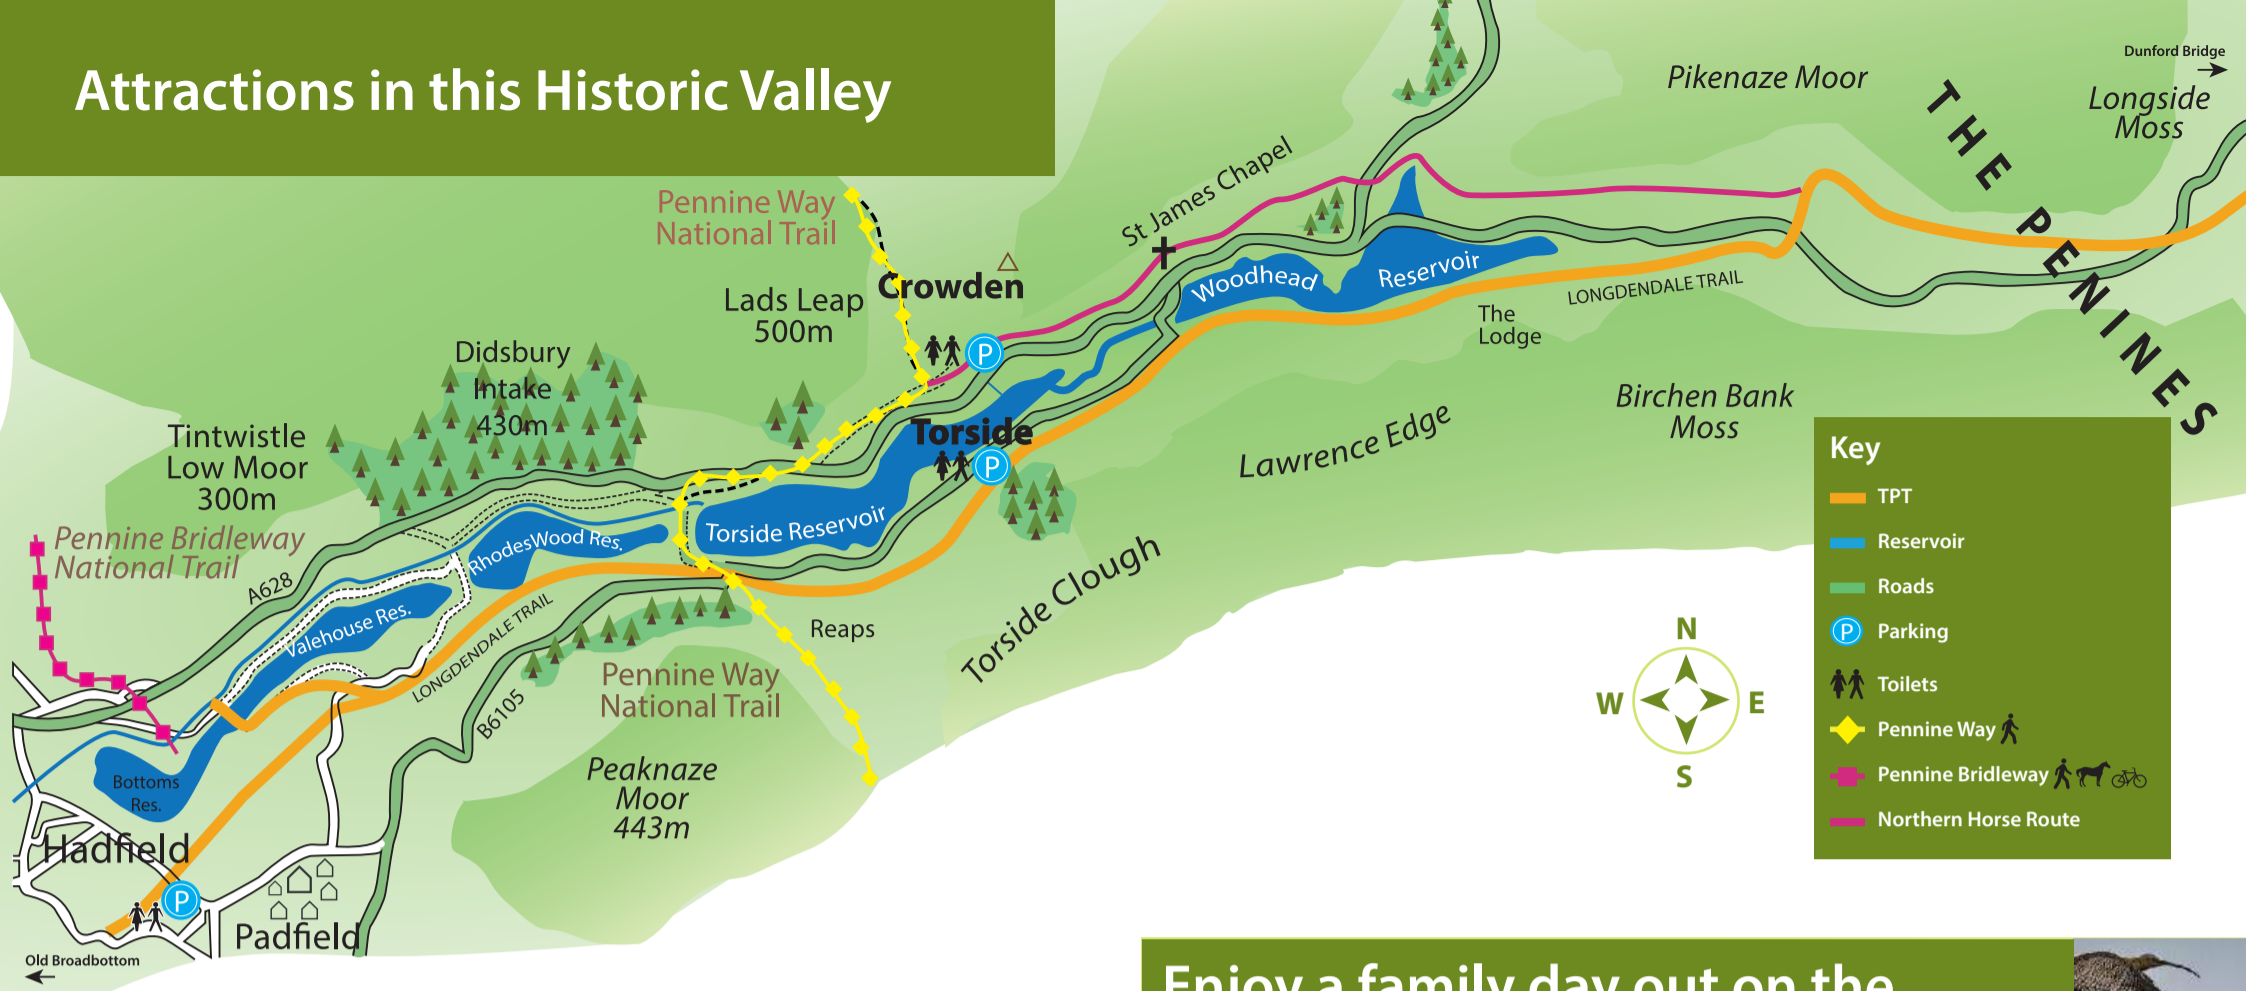 Attractions in this Historic Valley
Dunford Bridge
Pikenaze Moor
Longside
Moss
THE PENINES
St James Chapel
Pennine Way
National Trail
Crowden
Lads Leap
500m
P
Woodhead Reservoir
LONGDENDALE TRAIL
The
Lodge
Didsbury
Intake
430m
Tintwistle
Low Moor
300m
Birchen Bank
Moss
Lawrence Edge
Torside
P
Torside Reservoir
RhodesWood Res.
Pennine Bridleway
National Trail
A628
Valehouse Res.
LONGDENDALE TRAIL
Torside Clough
Reaps
Pennine Way
National Trail
B6105
Peaknaze
Moor
443m
Bottoms
Res.
Hadfield
P
Padfield
Old Broadbottom
N
W
E
S
Key
TPT
Reservoir
Roads
P Parking
Toilets
Pennine Way
Pennine Bridleway
Northern Horse Route
Enjoy a family day out on the